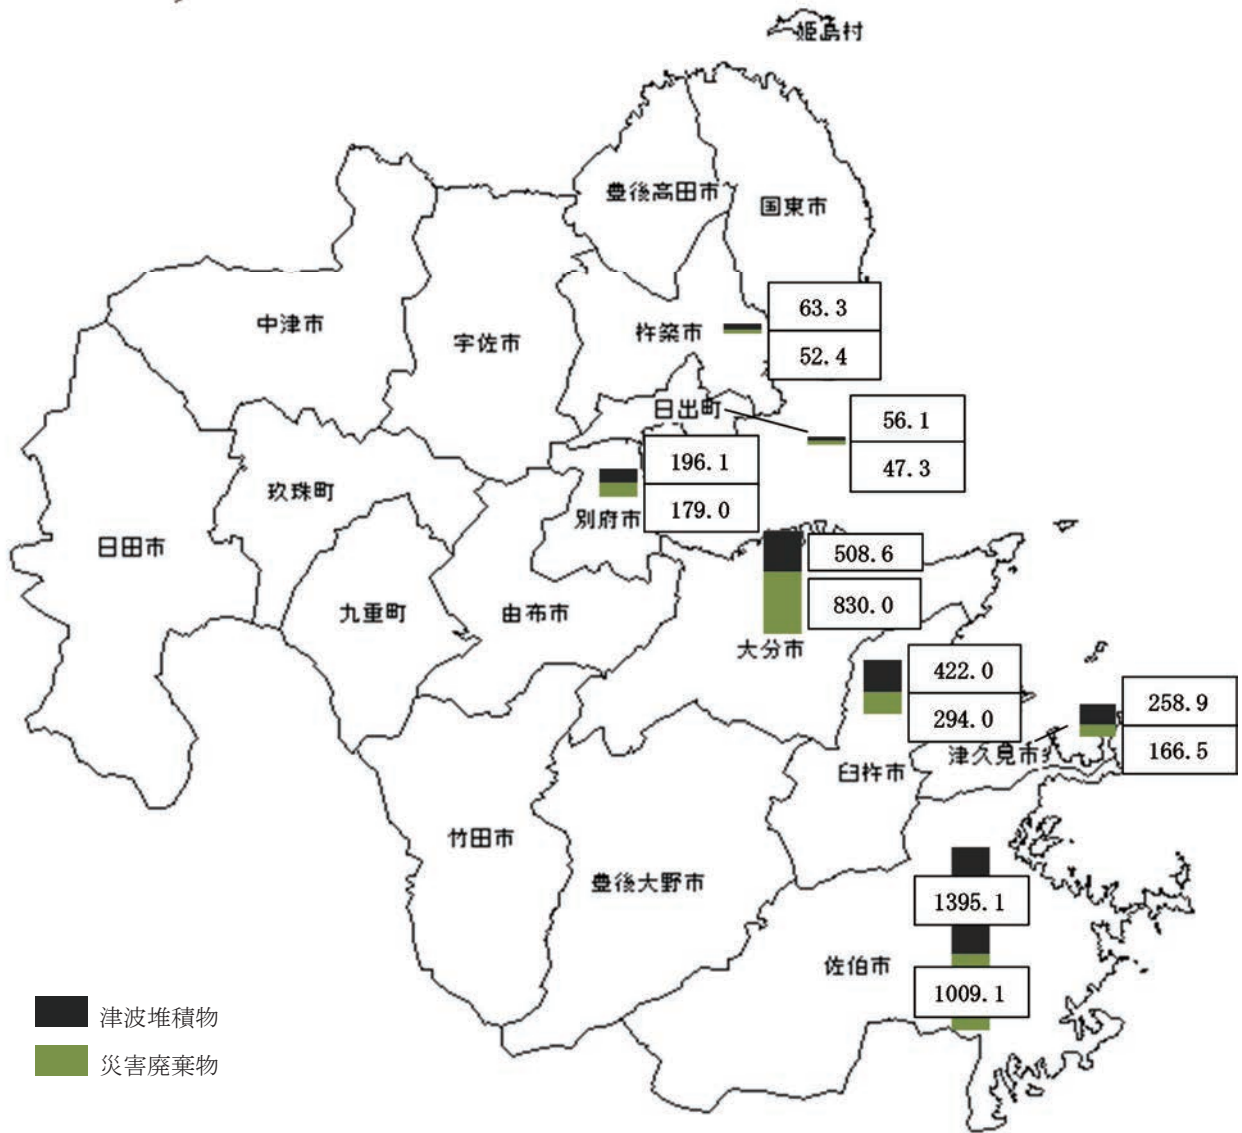 姫島村
豊後高田市
国東市
中津市
宇佐市
杵築市
63.3
52.4
日出町
56.1
47.3
玖珠町
196.1
179.0
別府市
日田市
508.6
830.0
九重町
由布市
大分市
422.0
294.0
258.9
166.5
津久見市
臼杵市
竹田市
豊後大野市
1395.1
佐伯市
1009.1
津波堆積物
災害廃棄物